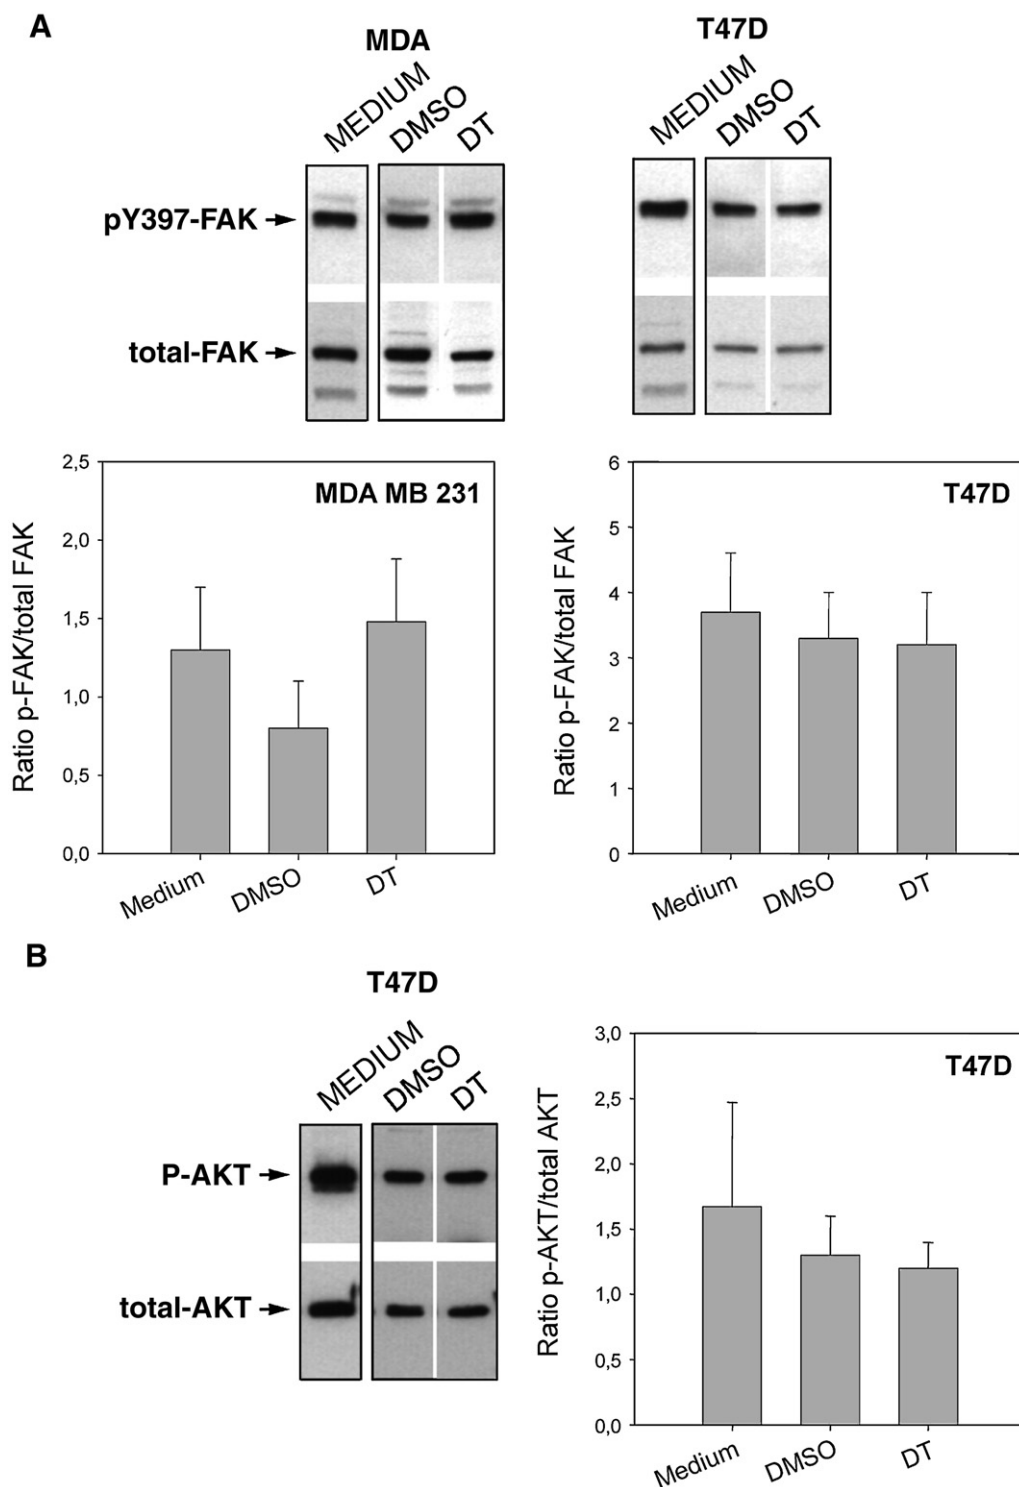 A
MDA
T47D
MEDIUM
DMSO
DT
MEDIUM
DMSO
DT
pY397-FAK
total-FAK
2,5
2,0
1,5
1,0
0,5
0,0
Ratio p-FAK/total FAK
MDA MB 231
Medium
DMSO
DT
6
5
4
3
2
1
0
Ratio p-FAK/total FAK
T47D
Medium
DMSO
DT
B
T47D
MEDIUM
DMSO
DT
P-AKT
total-AKT
3,0
2,5
2,0
1,5
1,0
0,5
0,0
Ratio p-AKT/total AKT
T47D
Medium
DMSO
DT